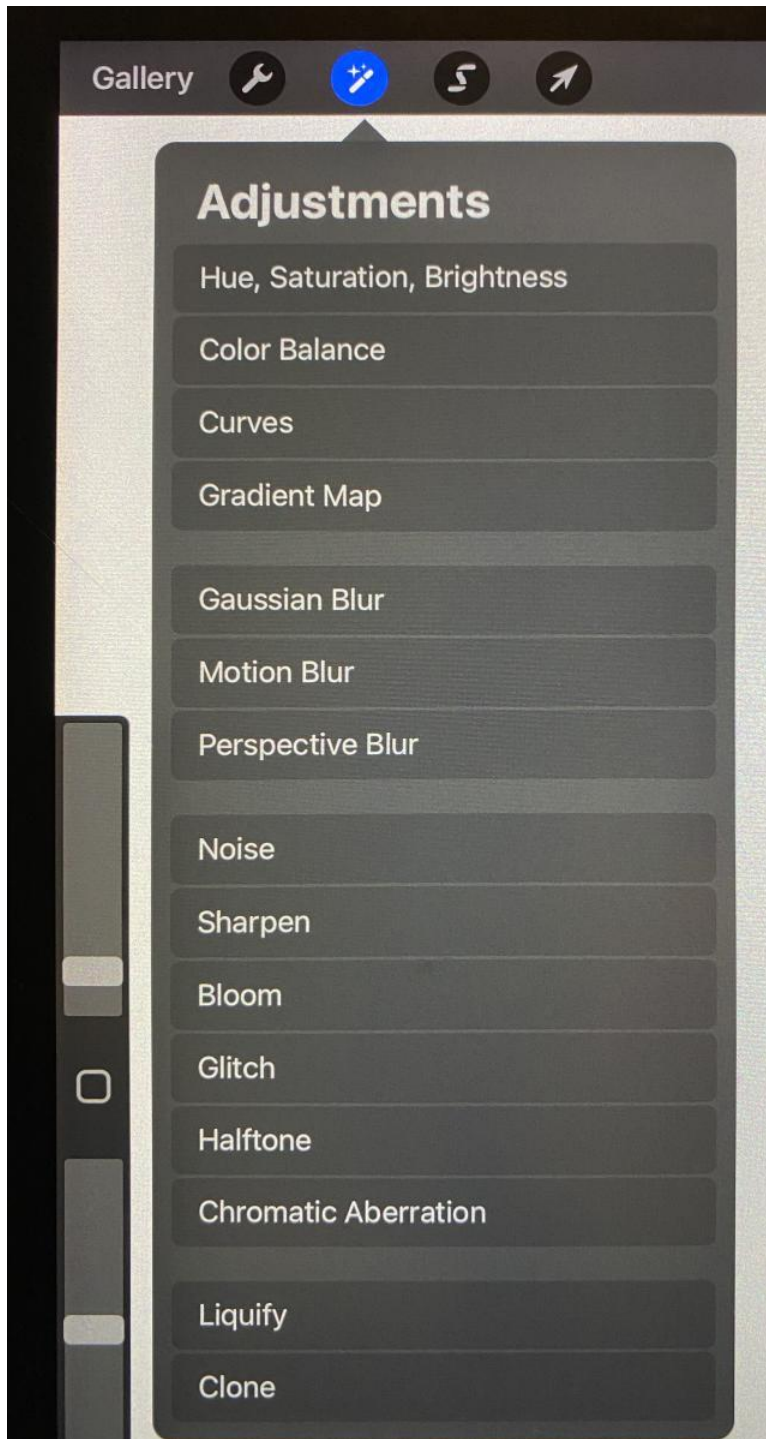 Gallery
Adjustments
Hue, Saturation, Brightness
Color Balance
Curves
Gradient Map
Gaussian Blur
Motion Blur
Perspective Blur
Noise
Sharpen
Bloom
Glitch
Halftone
Chromatic Aberration
Liquify
Clone